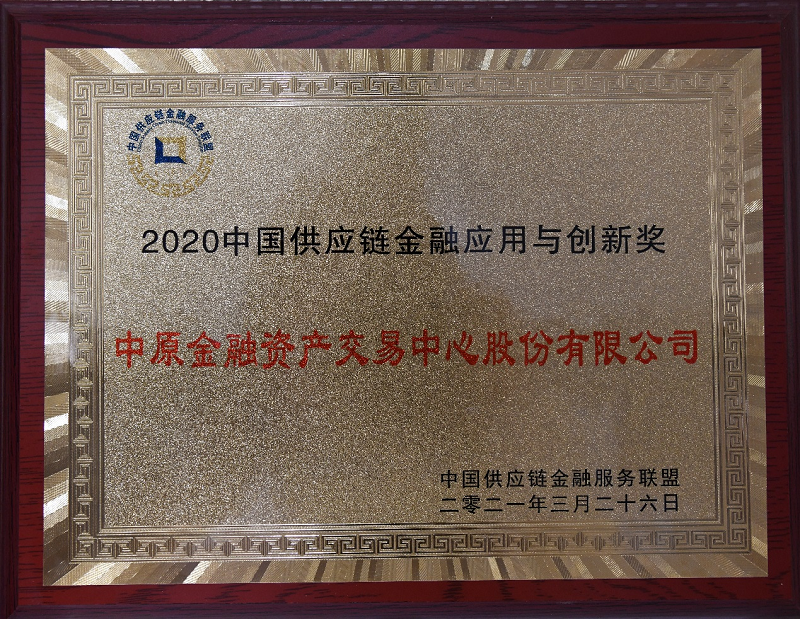 中国供应链金融服务联盟
2020中国供应链金融应用与创新奖
中原金融资产交易中心股份有限公司
中国供应链金融服务联盟
二零二一年三月二十六日